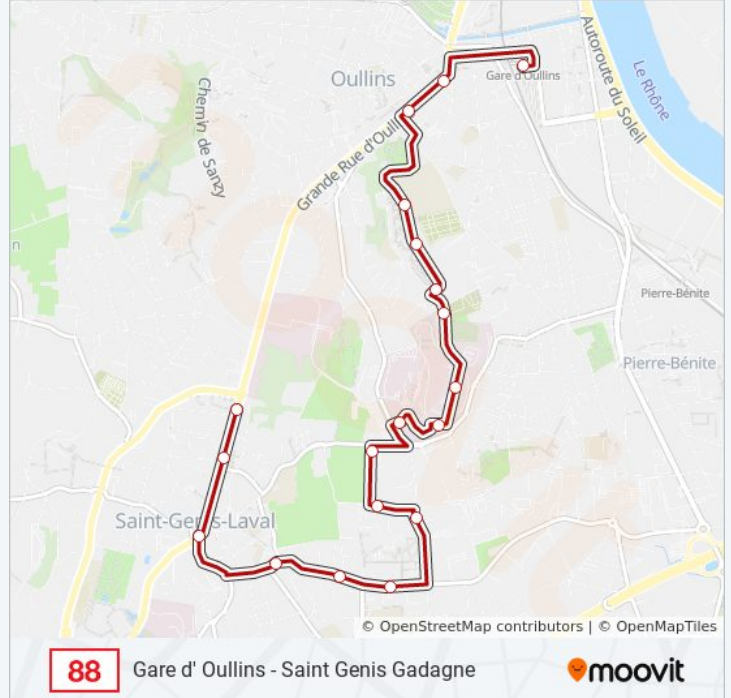 Oullins
Gare d'Oullins
Autoroute du Soleil
Le Rhône
Chemin de Sanzy
Grande Rue d'Oull
n
Pierre-Bénite
Pierre-Bénite
Saint-Genis-Laval
© OpenStreetMap contributors | © OpenMapTiles
88 Gare d' Oullins - Saint Genis Gadagne
moovit